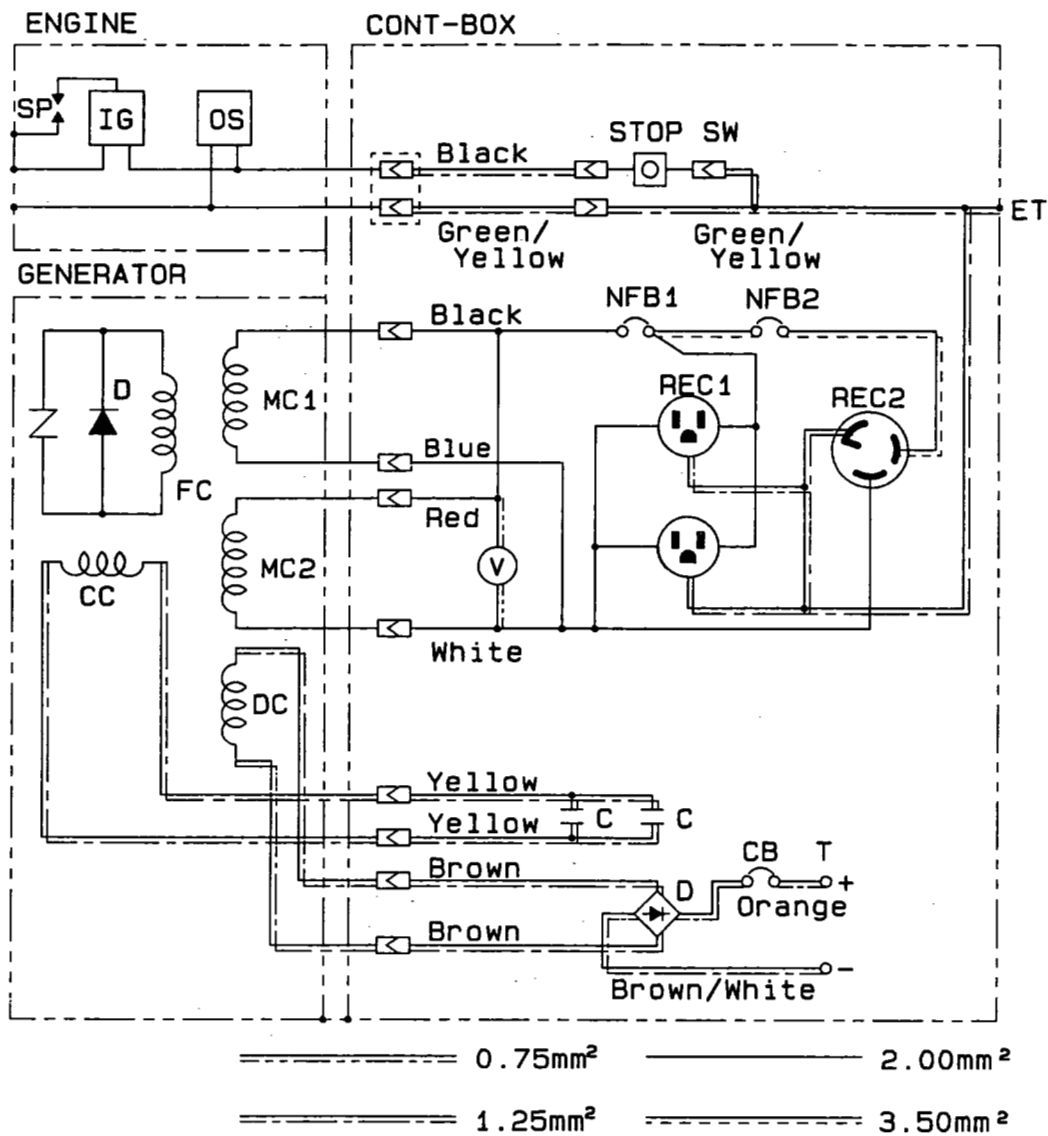 ENGINE
CONT-BOX
SP
IG
OS
STOP SW
Black
ET
Green/
Yellow
Green/
Yellow
GENERATOR
NFB1
NFB2
Black
D
MC1
REC1
REC2
Blue
FC
Red
MC2
V
CC
White
DC
Yellow
C
C
Yellow
CB
T
Brown
D
+
Orange
Brown
-
Brown/White
0.75mm²
2.00mm²
1.25mm²
3.50mm²